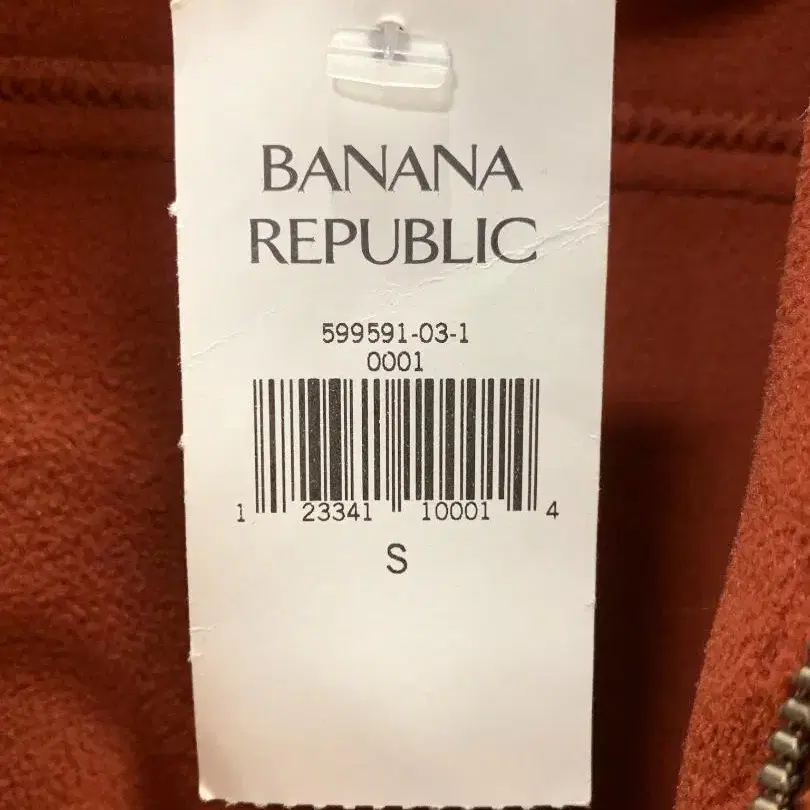 BANANA
REPUBLIC
599591-03-1
0001
1 23341 10001 4
S